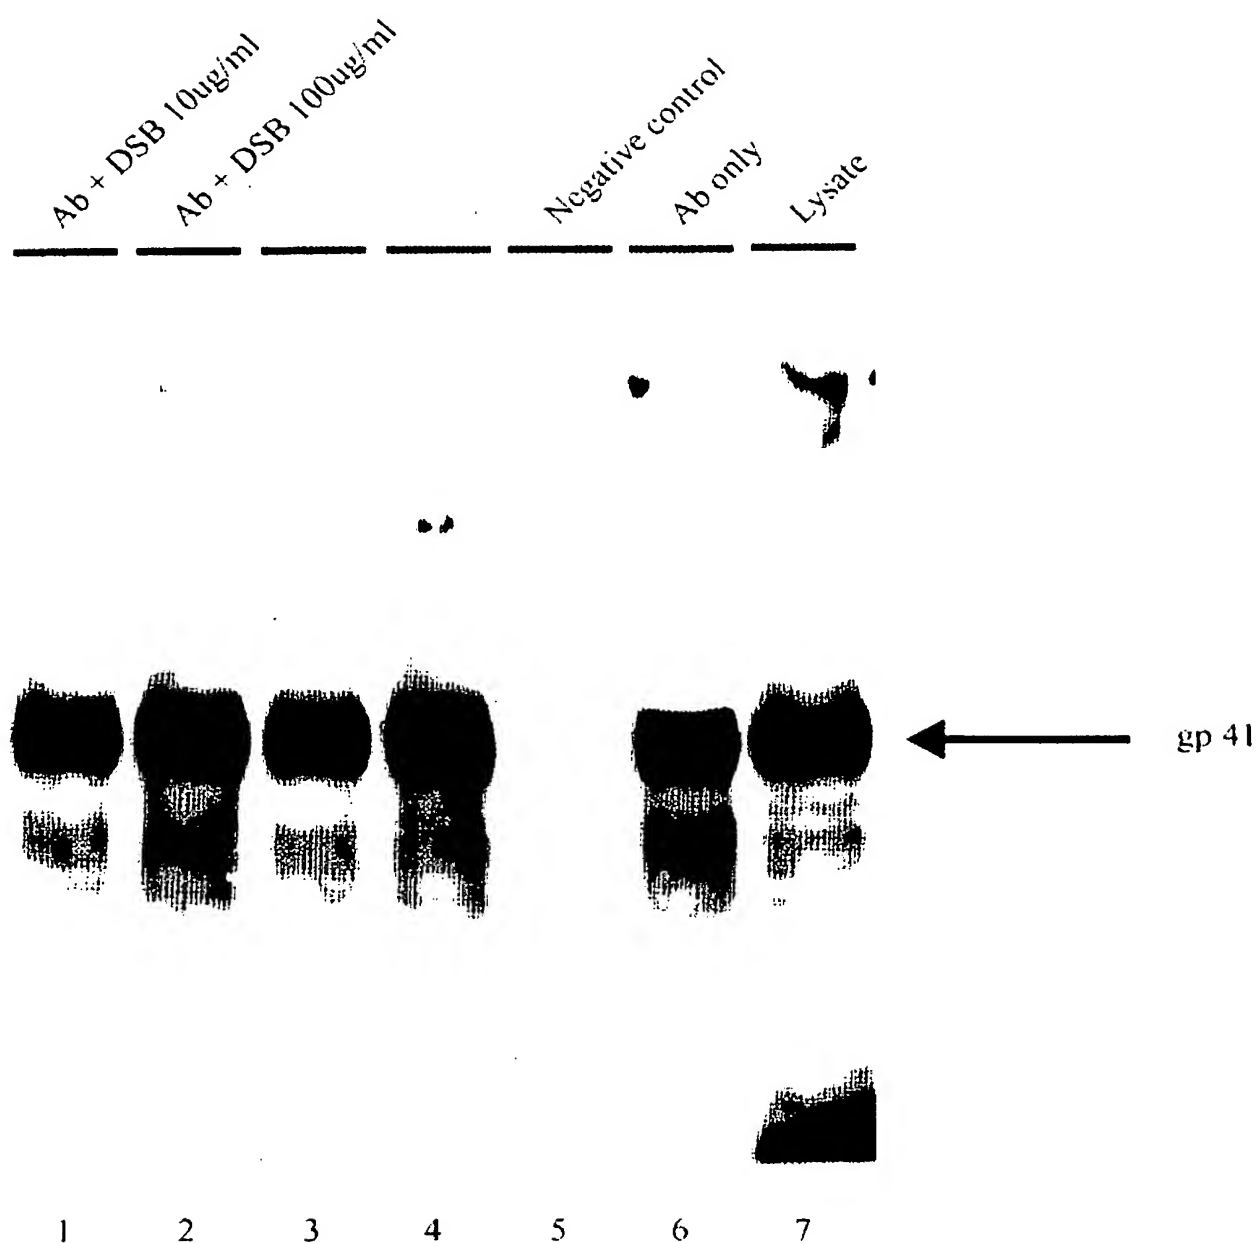 Ab + DSB 10ug/ml
Ab + DSB 100ug/ml
Negative control
Ab only
Lysate
gp 41
1 2 3 4 5 6 7